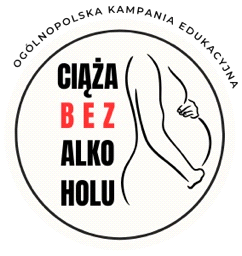 OGÓLNOPOLSKA KAMPANIA EDUKACYJNA
CIĄŻA
BEZ
ALKO
HOLU